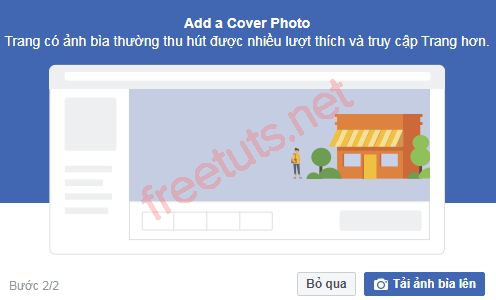 Add a Cover Photo
Trang có ảnh bìa thường thu hút được nhiều lượt thích và truy cập Trang hơn.
freetuts.net
Bước 2/2
Bỏ qua
Tải ảnh bìa lên